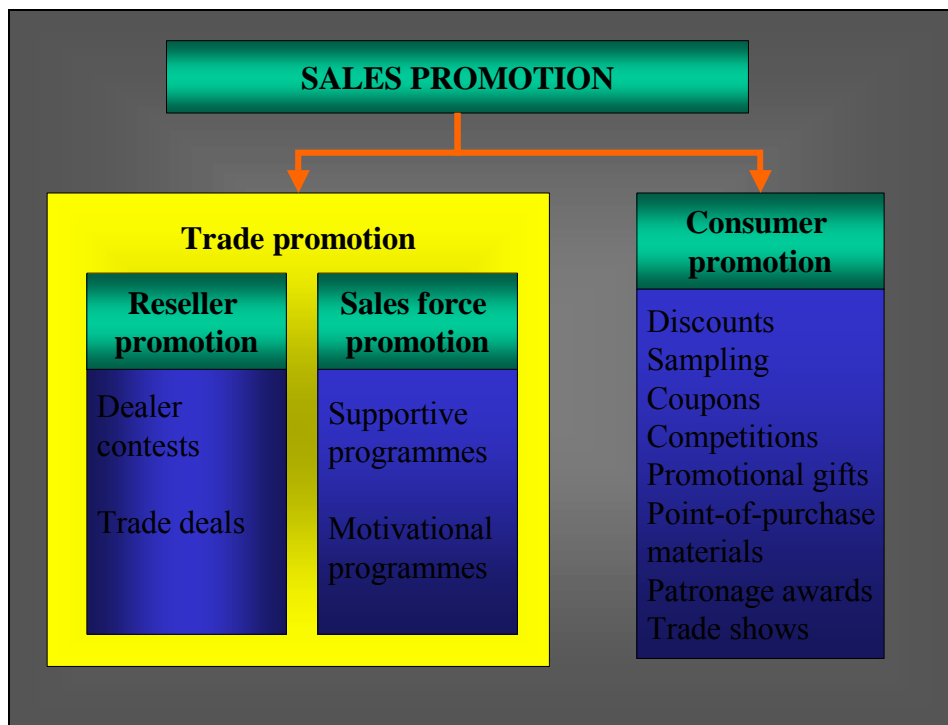 SALES PROMOTION
Trade promotion
Reseller
promotion
Dealer
contests
Trade deals
Sales force
promotion
Supportive
programmes
Motivational
programmes
Consumer
promotion
Discounts
Sampling
Coupons
Competitions
Promotional gifts
Point-of-purchase
materials
Patronage awards
Trade shows